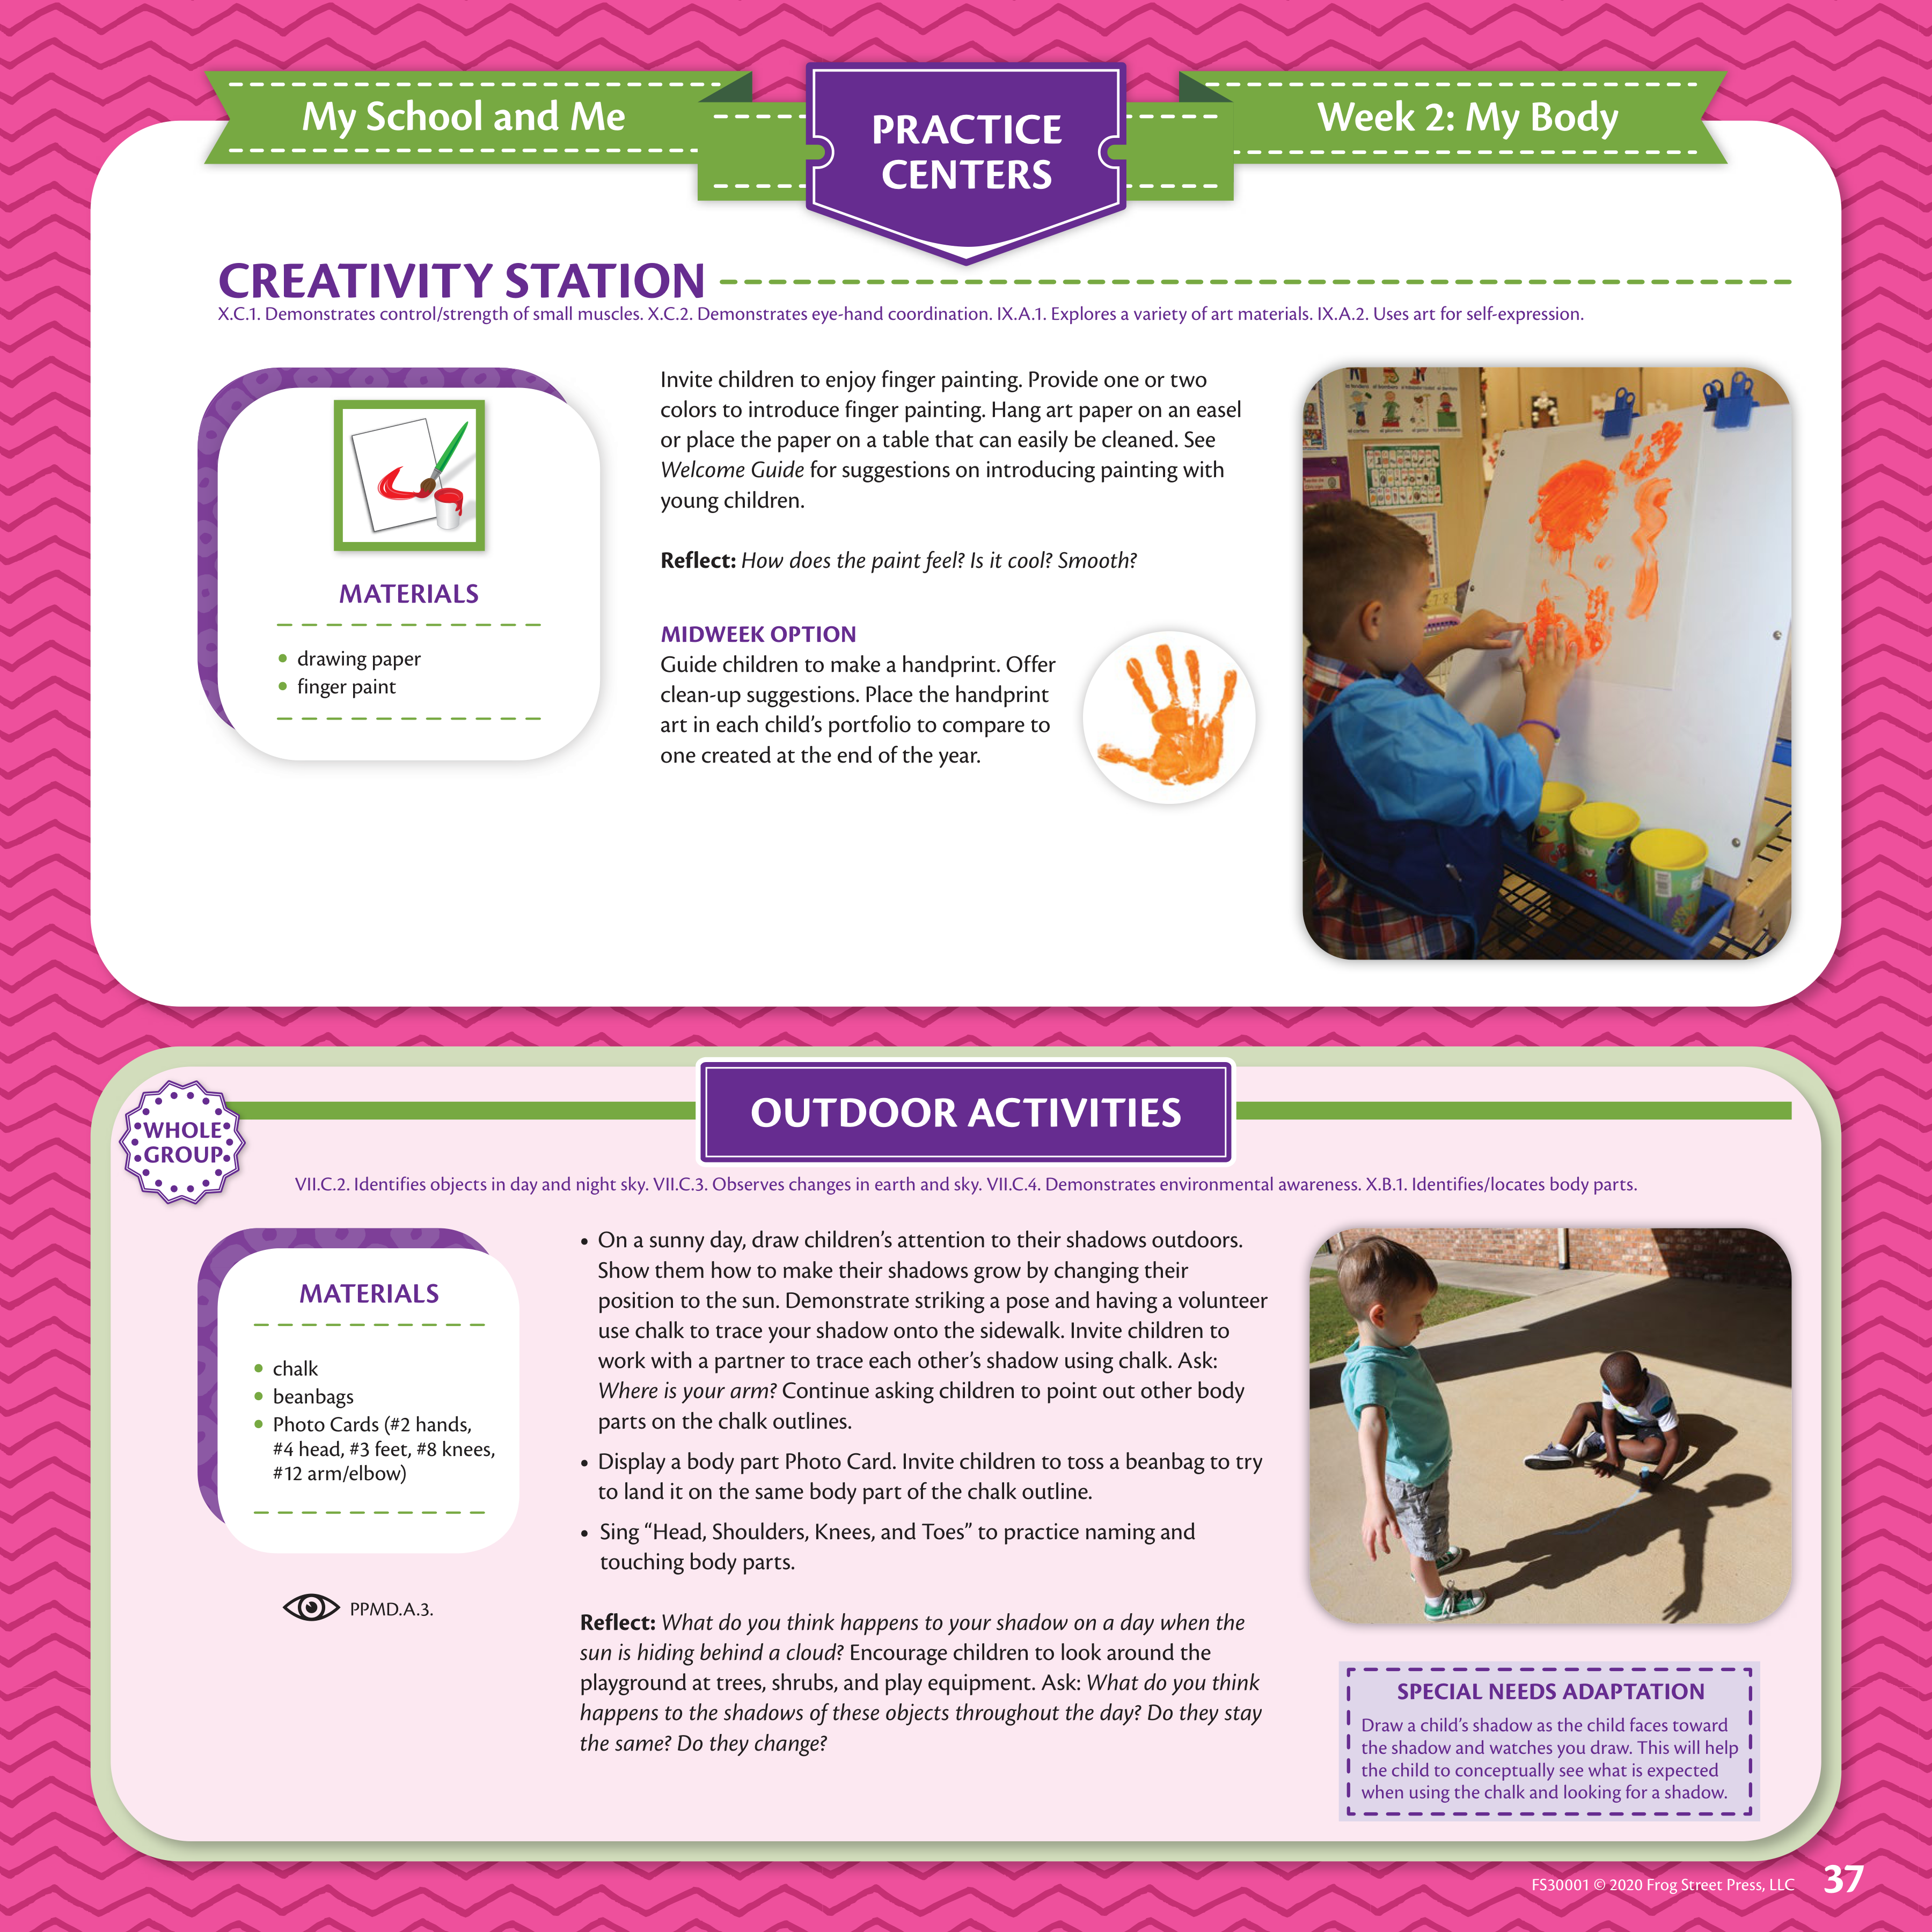 My School and Me
PRACTICE
CENTERS
Week 2: My Body
CREATIVITY STATION
X.C.1. Demonstrates control/strength of small muscles. X.C.2. Demonstrates eye-hand coordination. IX.A.1. Explores a variety of art materials. IX.A.2. Uses art for self-expression.
MATERIALS
• drawing paper
• finger paint
Invite children to enjoy finger painting. Provide one or two
colors to introduce finger painting. Hang art paper on an easel
or place the paper on a table that can easily be cleaned. See
Welcome Guide for suggestions on introducing painting with
young children.
Reflect: How does the paint feel? Is it cool? Smooth?
MIDWEEK OPTION
Guide children to make a handprint. Offer
clean-up suggestions. Place the handprint
art in each child’s portfolio to compare to
one created at the end of the year.
WHOLE
GROUP
OUTDOOR ACTIVITIES
VII.C.2. Identifies objects in day and night sky. VII.C.3. Observes changes in earth and sky. VII.C.4. Demonstrates environmental awareness. X.B.1. Identifies/locates body parts.
MATERIALS
• chalk
• beanbags
• Photo Cards (#2 hands,
#4 head, #3 feet, #8 knees,
#12 arm/elbow)
PPMD.A.3.
• On a sunny day, draw children’s attention to their shadows outdoors.
Show them how to make their shadows grow by changing their
position to the sun. Demonstrate striking a pose and having a volunteer
use chalk to trace your shadow onto the sidewalk. Invite children to
work with a partner to trace each other’s shadow using chalk. Ask:
Where is your arm? Continue asking children to point out other body
parts on the chalk outlines.
• Display a body part Photo Card. Invite children to toss a beanbag to try
to land it on the same body part of the chalk outline.
• Sing “Head, Shoulders, Knees, and Toes” to practice naming and
touching body parts.
Reflect: What do you think happens to your shadow on a day when the
sun is hiding behind a cloud? Encourage children to look around the
playground at trees, shrubs, and play equipment. Ask: What do you think
happens to the shadows of these objects throughout the day? Do they stay
the same? Do they change?
SPECIAL NEEDS ADAPTATION
Draw a child’s shadow as the child faces toward
the shadow and watches you draw. This will help
the child to conceptually see what is expected
when using the chalk and looking for a shadow.
FS30001 © 2020 Frog Street Press, LLC
37